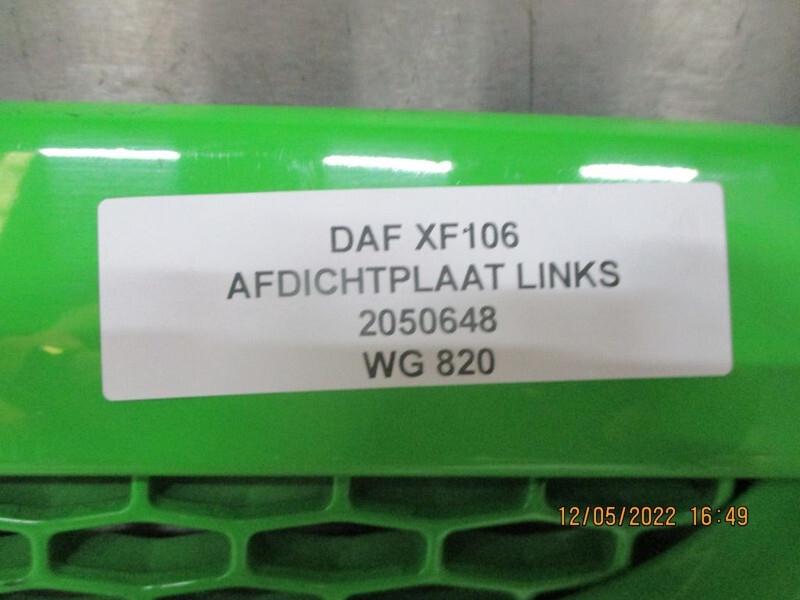 DAF XF106
AFDICHTPLAAT LINKS
2050648
WG 820
12/05/2022 16:49